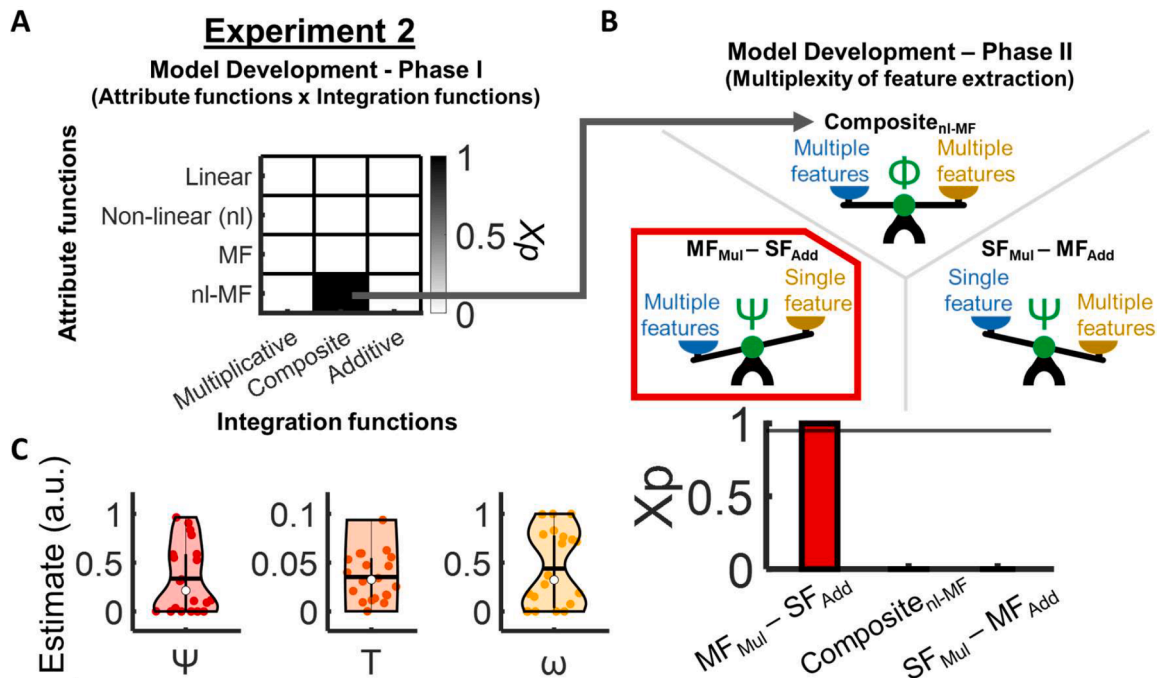 A
Experiment 2
Model Development - Phase I
(Attribute functions x Integration functions)
Attribute functions
Linear
Non-linear (nl)
MF
nl-MF
Multiplicative
Composite
Additive
Integration functions
1
0.5
0
Xp
B
Model Development – Phase II
(Multiplexity of feature extraction)
Composite nl-MF
Multiple features
Φ
Multiple features
MF Mul – SF Add
Multiple features
Ψ
Single feature
SF Mul – MF Add
Single feature
Ψ
Multiple features
Xp
1
0.5
0
MF Mul – SF Add
Composite nl-MF
SF Mul – MF Add
C
Estimate (a.u.)
1
0.5
0
Ψ
0.1
0.05
0
T
1
0.5
0
ω